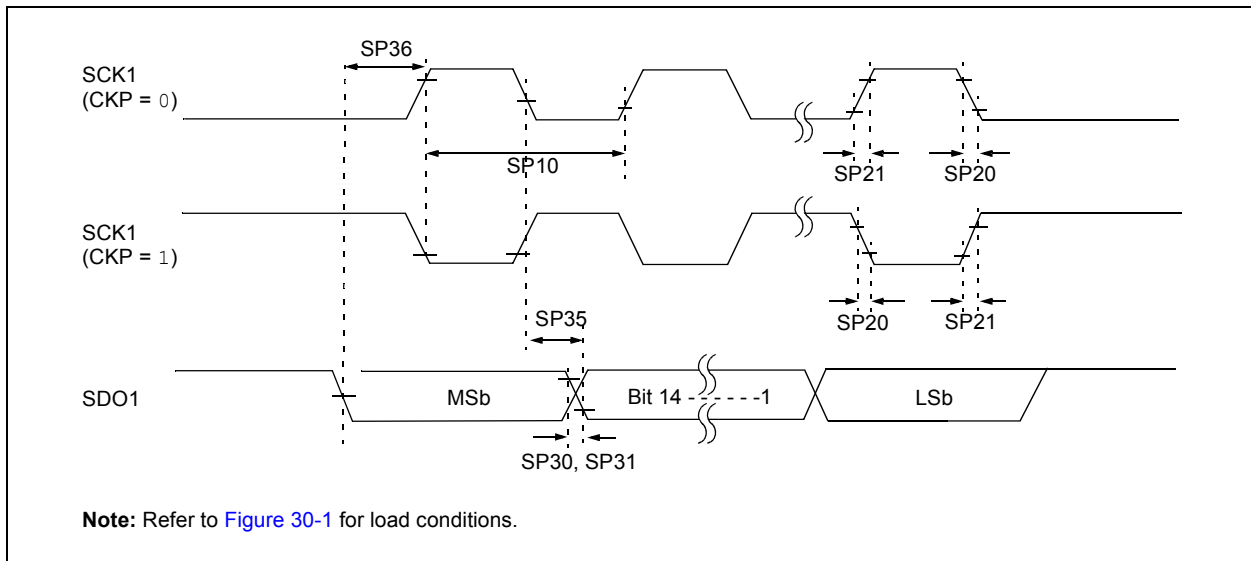 SP36
SCK1
(CKP = 0)
SP10
SP21
SP20
SCK1
(CKP = 1)
SP35
SP20
SP21
SDO1
MSb
Bit 14 - - - - - -1
LSb
SP30, SP31
Note: Refer to Figure 30-1 for load conditions.